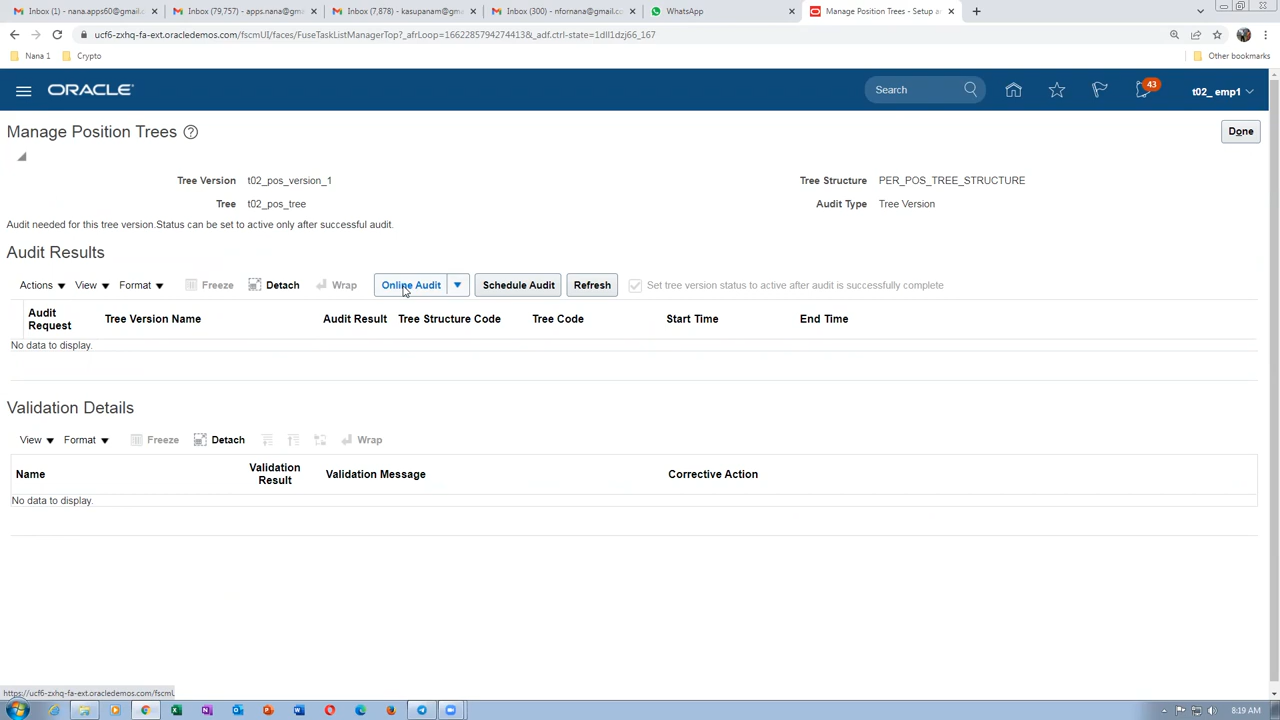 Inbox (1) - nana.apps60@gmail.c
Inbox (79,757) - apps.nana@gma
Inbox (7,878) - kasupanam@gma
Inbox (300) - nfornana@gmail.co
WhatsApp
Manage Position Trees - Setup a
ucf6-zxhq-fa-ext.oracledemos.com/fscmUI/faces/FuseTaskListManagerTop?_afrLoop=1662285794274413&_adf.ctrl-state=1dll1dzj66_167
Nana 1
Crypto
Other bookmarks
ORACLE
Search
43
t02_ emp1
Manage Position Trees
Done
Tree Version t02_pos_version_1
Tree Structure PER_POS_TREE_STRUCTURE
Tree t02_pos_tree
Audit Type Tree Version
Audit needed for this tree version.Status can be set to active only after successful audit.
Audit Results
Actions View Format Freeze Detach Wrap Online Audit Schedule Audit Refresh Set tree version status to active after audit is successfully complete
Audit Request
Tree Version Name
Audit Result
Tree Structure Code
Tree Code
Start Time
End Time
No data to display.
Validation Details
View Format Freeze Detach Wrap
Name
Validation Result
Validation Message
Corrective Action
No data to display.
https://ucf6-zxhq-fa-ext.oracledemos.com/fscmU
8:19 AM